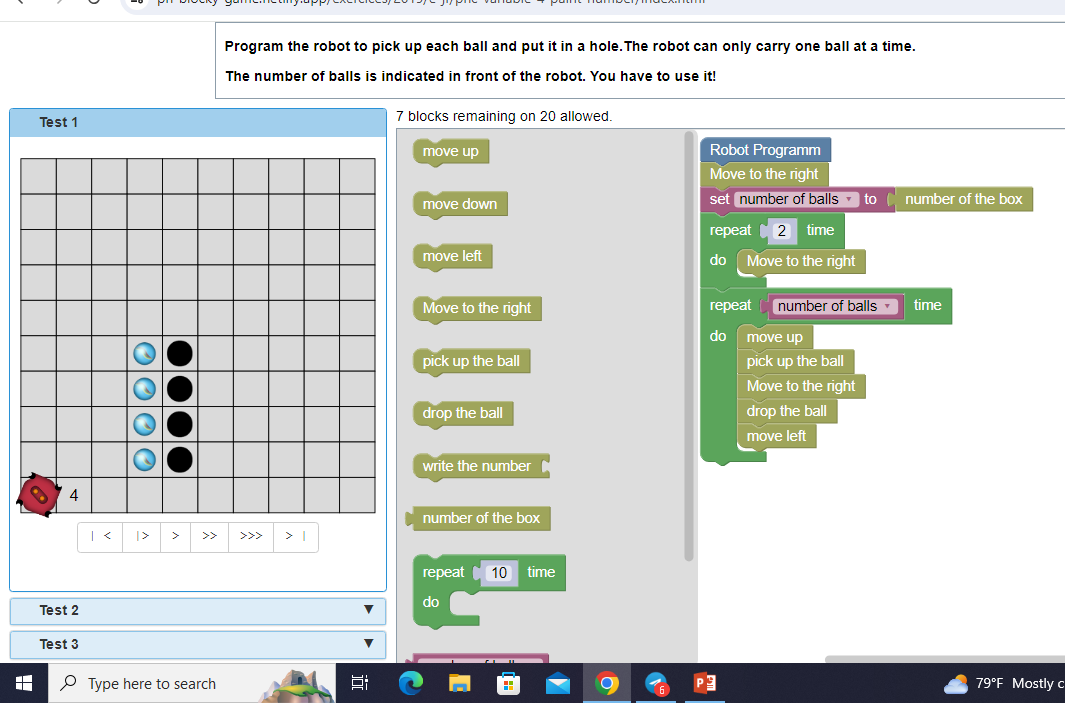 Program the robot to pick up each ball and put it in a hole.The robot can only carry one ball at a time.
The number of balls is indicated in front of the robot. You have to use it!
Test 1
7 blocks remaining on 20 allowed.
move up
move down
move left
Move to the right
pick up the ball
drop the ball
write the number
number of the box
repeat 10 time
do
Robot Programm
Move to the right
set number of balls to number of the box
repeat 2 time
do Move to the right
repeat number of balls time
do move up
pick up the ball
Move to the right
drop the ball
move left
4
| < |> > >> >>> > |
Test 2
Test 3
Type here to search
6
79°F Mostly c